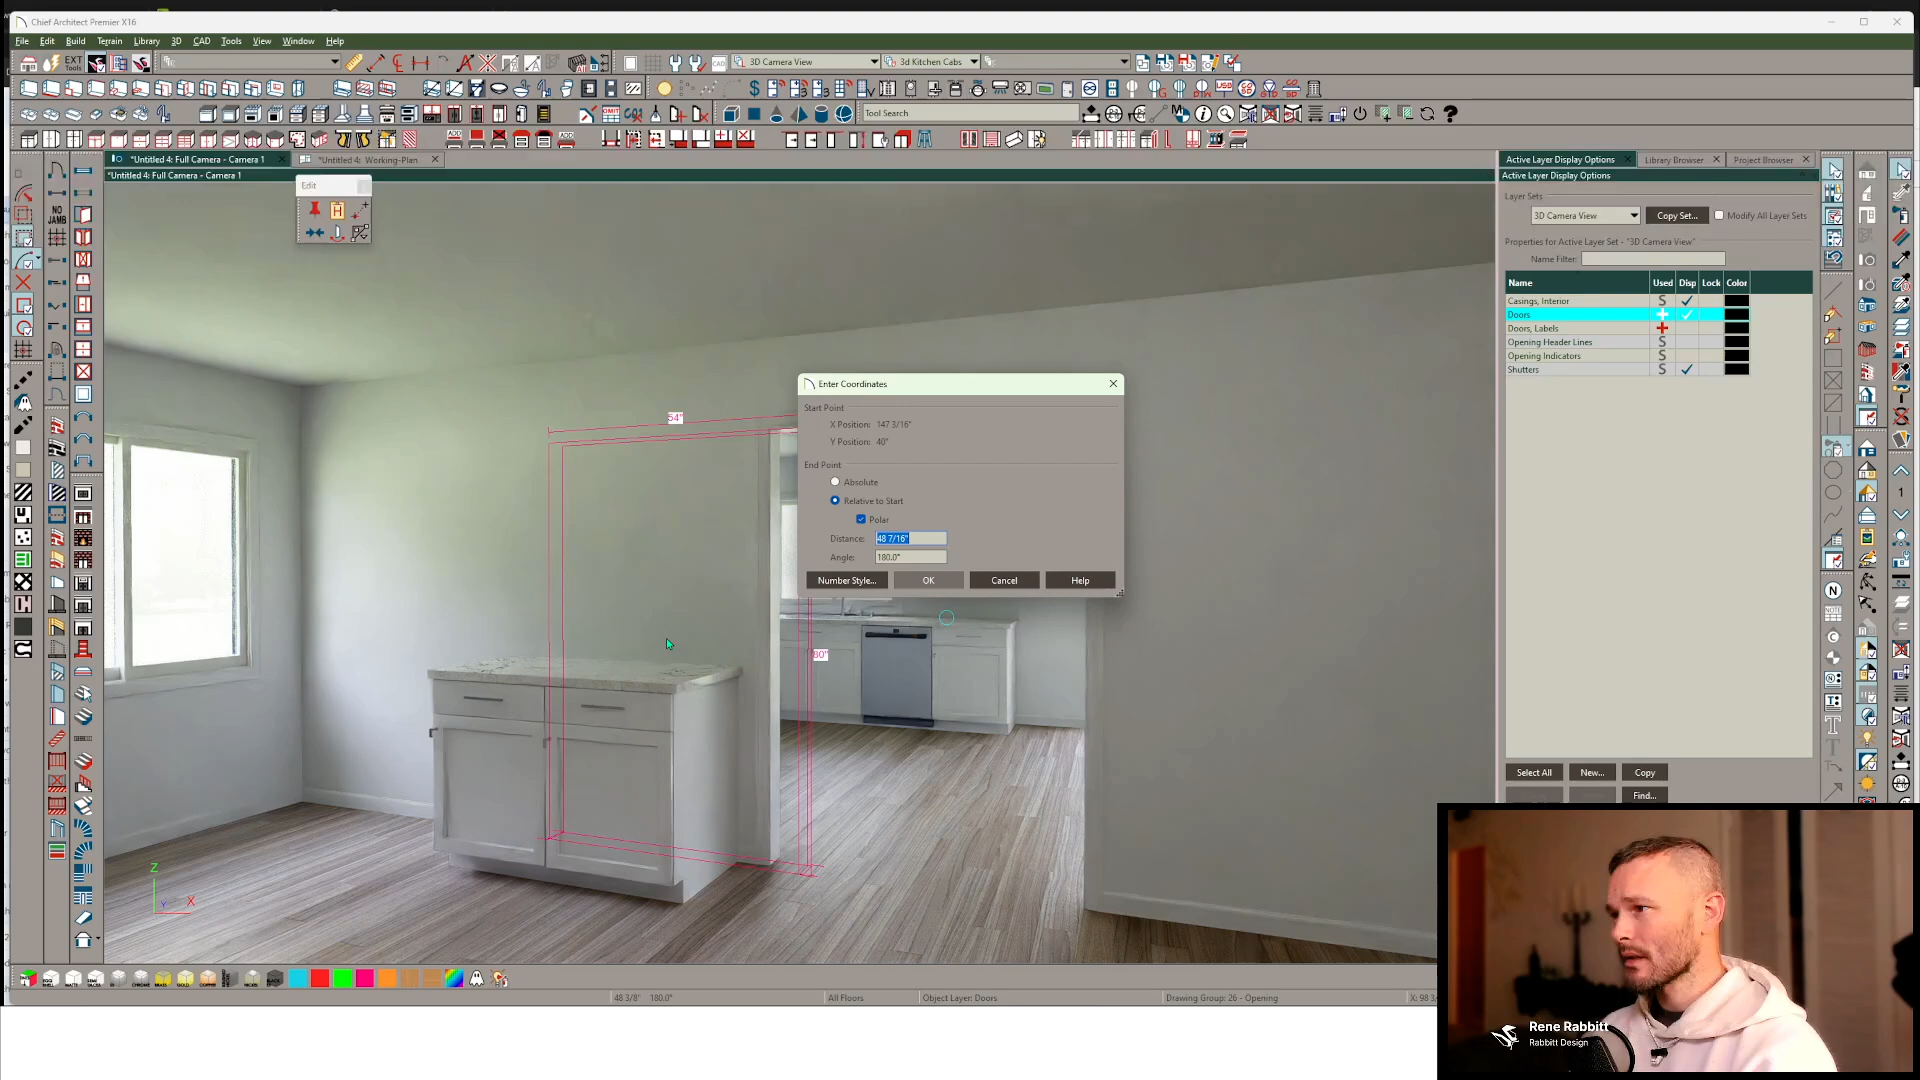 Chief Architect Premier X16
File Edit Build Terrain Library 3D CAD Tools View Window Help
EXT Tools
3D Camera View
3d Kitchen Cabs
Tool Search
*Untitled 4: Full Camera - Camera 1
*Untitled 4: Working-Plan
*Untitled 4: Full Camera - Camera 1
Edit
NO JAMB
54"
80"
Enter Coordinates
Start Point
X Position: 147 3/16"
Y Position: 40"
End Point
Absolute
Relative to Start
Polar
Distance: 48 7/16"
Angle: 180.0°
Number Style... OK Cancel Help
Z
Y X
Active Layer Display Options
Library Browser
Project Browser
Active Layer Display Options
Layer Sets
3D Camera View
Copy Set...
Modify All Layer Sets
Properties for Active Layer Set - "3D Camera View"
Name Filter:
Name Used Disp Lock Color
Casings, Interior S
Doors
Doors, Labels
Opening Header Lines S
Opening Indicators S
Shutters S
Select All New... Copy
Find...
48 3/8" 180.0°
All Floors
Object Layer: Doors
Drawing Group: 26 - Opening
X: 98 3
Rene Rabbitt
Rabbitt Design